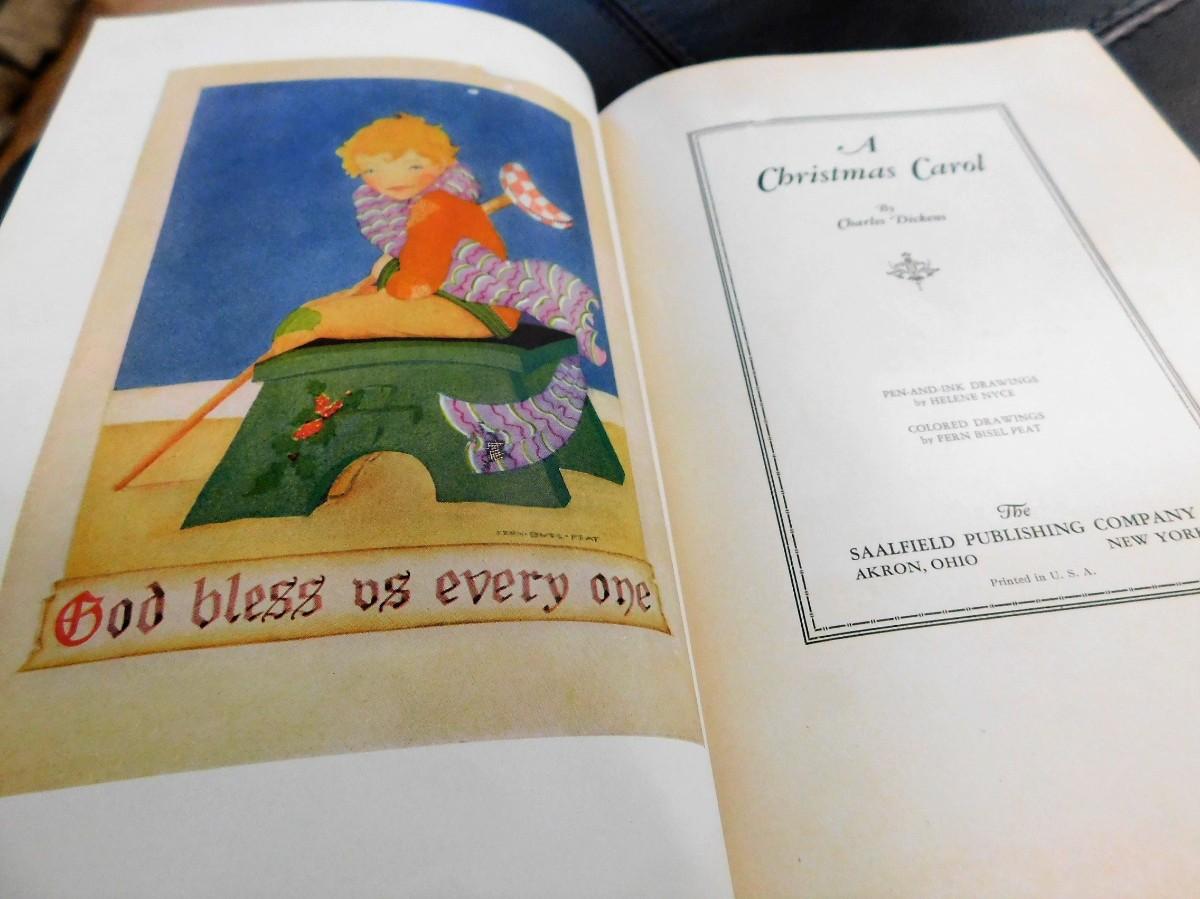 FERN · BISEL · PEAT
God bless us every one
A
Christmas Carol
By
Charles Dickens
PEN-AND-INK DRAWINGS
by HELENE NYCE
COLORED DRAWINGS
by FERN BISEL PEAT
The
SAALFIELD PUBLISHING COMPANY
AKRON, OHIO NEW YORK
Printed in U. S. A.